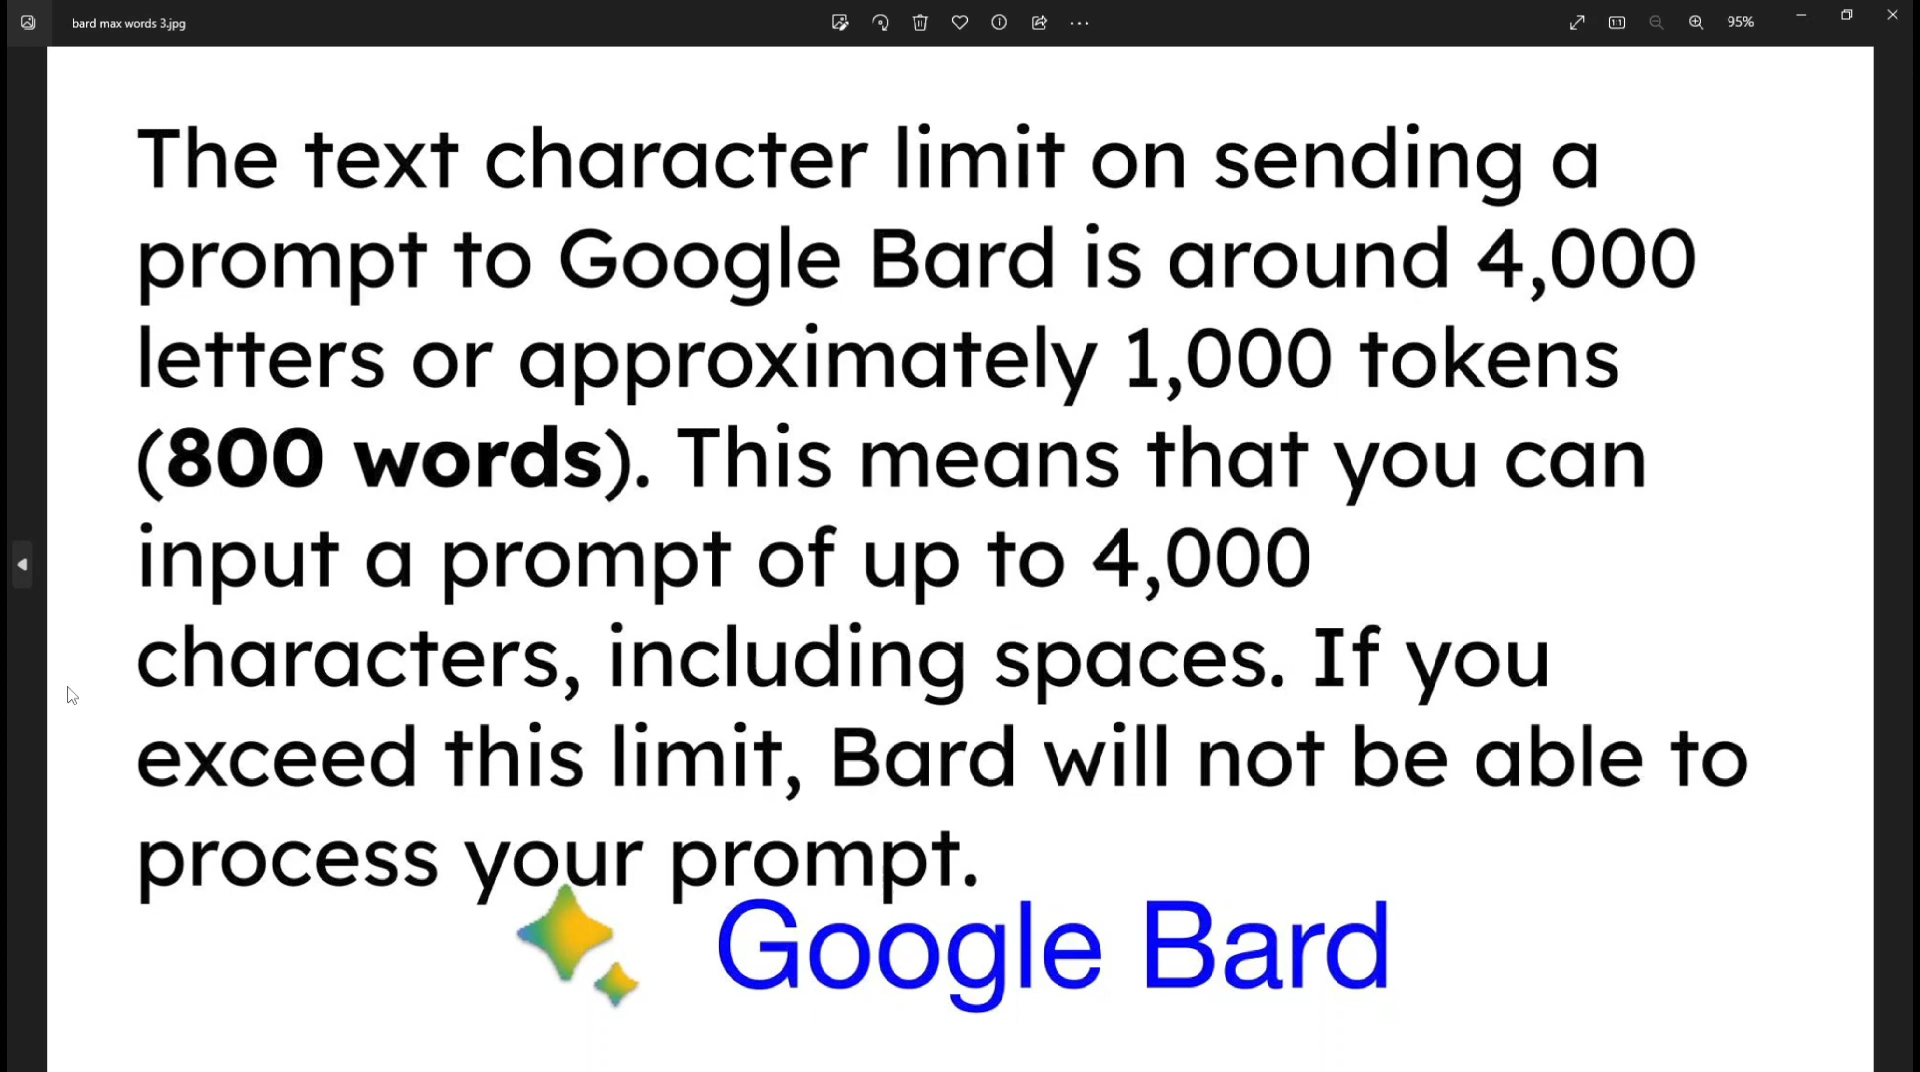 bard max words 3.jpg
95%
The text character limit on sending a
prompt to Google Bard is around 4,000
letters or approximately 1,000 tokens
(800 words). This means that you can
input a prompt of up to 4,000
characters, including spaces. If you
exceed this limit, Bard will not be able to
process your prompt.
Google Bard